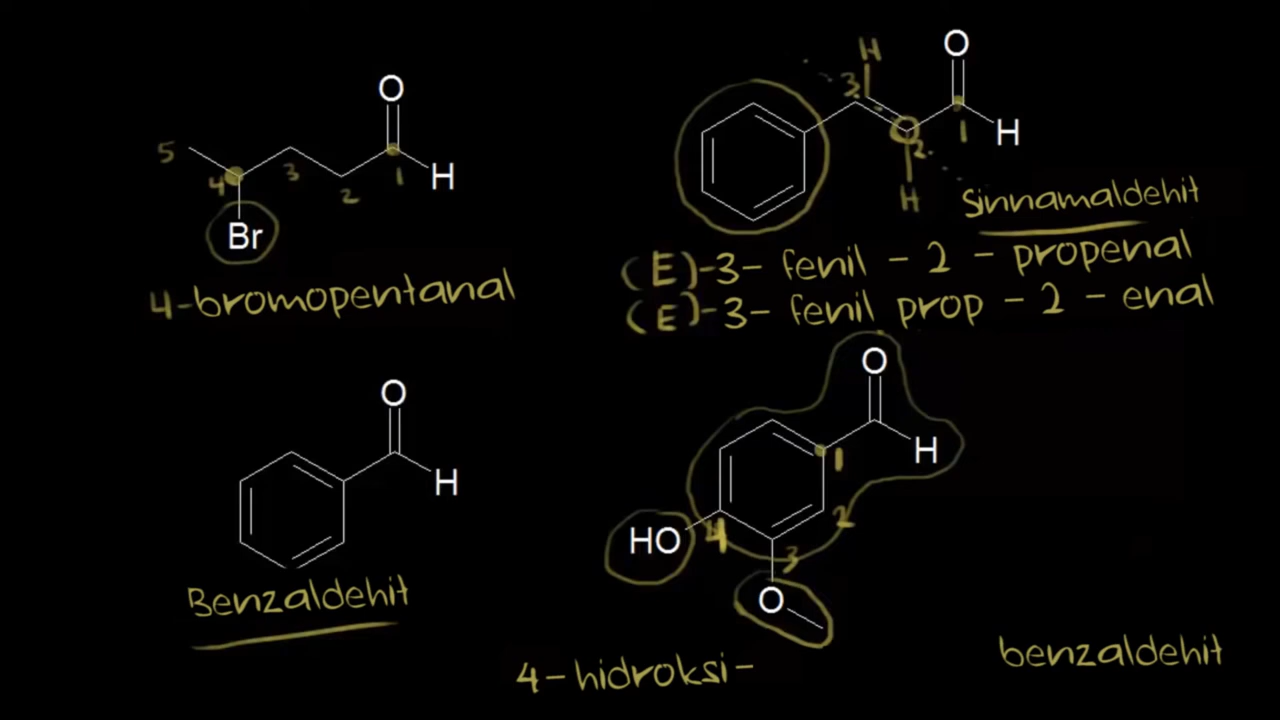 O
H
5
4
3
2
1
Br
4-bromopentanal
H
O
3
2
1
H
H
Sinnamaldehit
(E)-3- fenil - 2 - propenal
(E)-3- fenil prop - 2 - enal
O
H
Benzaldehit
O
H
1
2
3
4
HO
O
4-hidroksi- benzaldehit